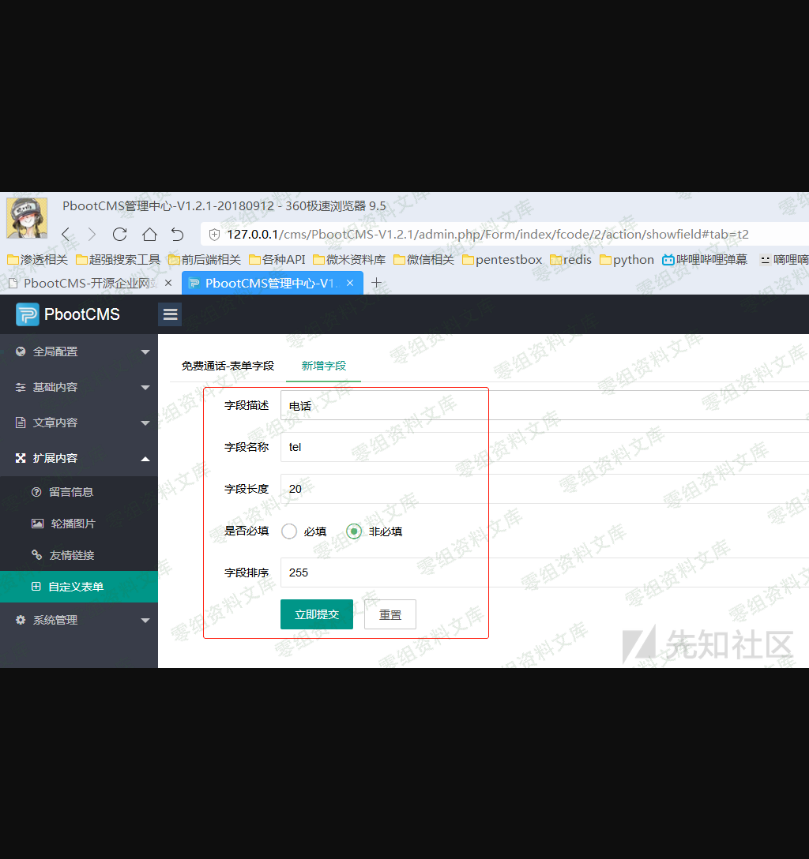 PbootCMS管理中心-V1.2.1-20180912 - 360极速浏览器 9.5
127.0.0.1/cms/PbootCMS-V1.2.1/admin.php/Form/index/fcode/2/action/showfield#tab=t2
渗透相关 超强搜索工具 前后端相关 各种API 微米资料库 微信相关 pentestbox redis python 哔哩哔哩弹幕 嘀哩嘀
PbootCMS-开源企业网 × PbootCMS管理中心-V1. × +
PbootCMS
全局配置
基础内容
文章内容
扩展内容
留言信息
轮播图片
友情链接
自定义表单
系统管理
免费通话-表单字段 新增字段
字段描述 电话
字段名称 tel
字段长度 20
是否必填 必填 非必填
字段排序 255
立即提交 重置
先知社区
零组资料文库